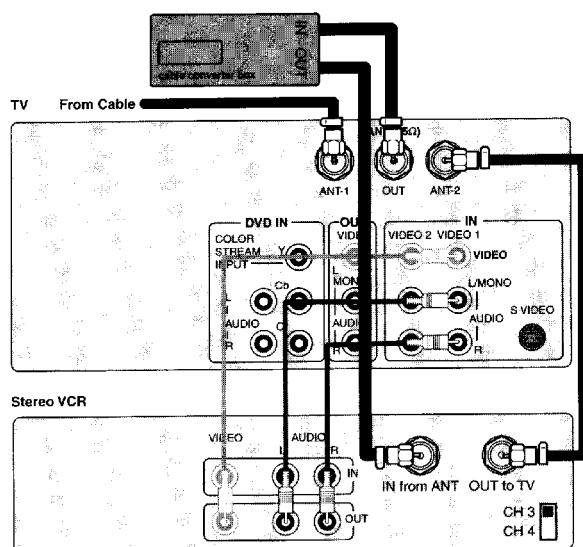 IN OUT
cable converter box
TV From Cable
ANT-1 OUT ANT-2
DVD IN
IN
COLOR
STREAM
INPUT
Y
VIDEO 2 VIDEO 1
VIDEO
L
MONO
L/MONO
Cb
L
AUDIO
R
AUDIO
R
S VIDEO
AUDIO
R
Stereo VCR
VIDEO
AUDIO
L R
IN
OUT
IN from ANT OUT to TV
CH 3
CH 4